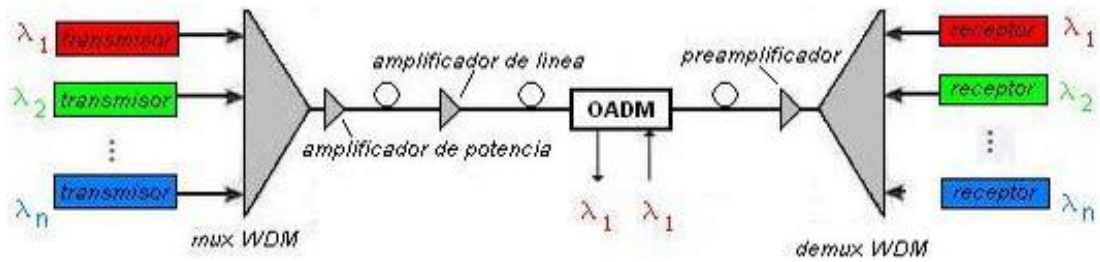 λ1 transmisor
λ2 transmisor
λn transmisor
mux WDM
amplificador de potencia
amplificador de linea
OADM
λ1 λ1
preamplificador
demux WDM
receptor λ1
receptor λ2
receptor λn